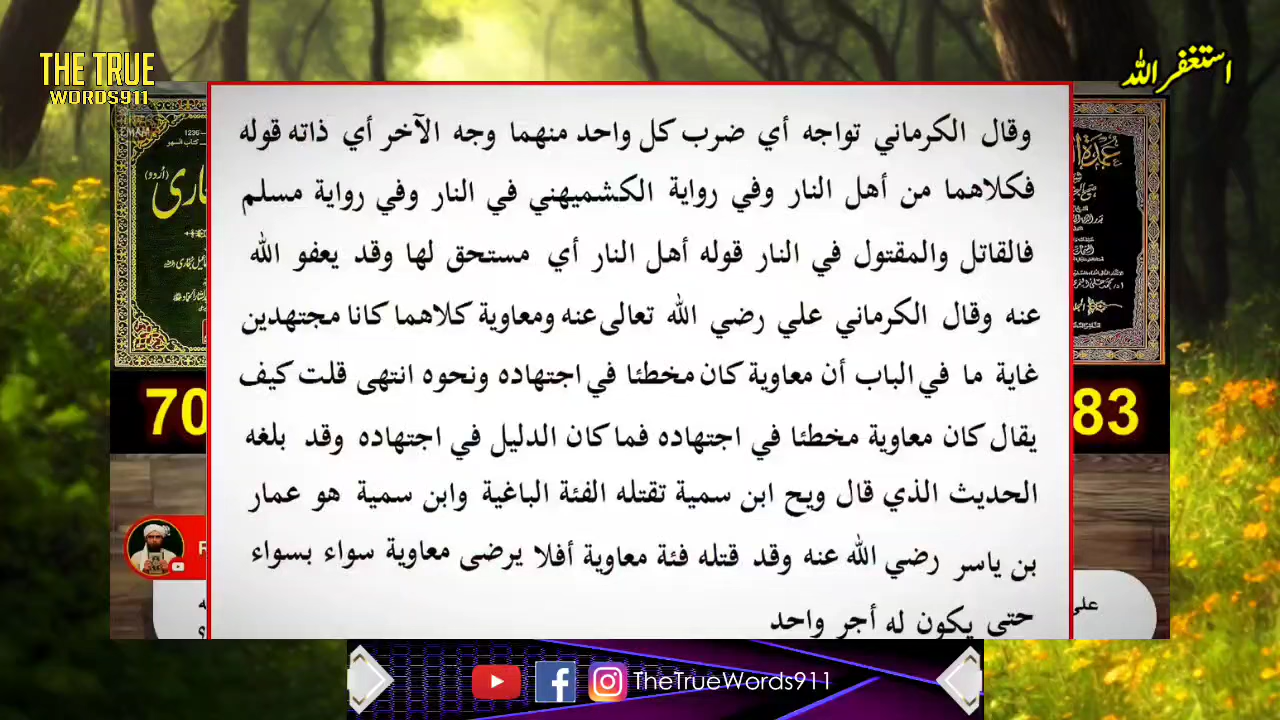 THE TRUE
WORDS911
استغفر اللہ
وقال الكرماني تواجه أي ضرب كل واحد منهما وجه الآخر أي ذاته قوله
فكلاهما من أهل النار وفي رواية الكشميهني في النار وفي رواية مسلم
فالقاتل والمقتول في النار قوله أهل النار أي مستحق لها وقد يعفو الله
عنه وقال الكرماني علي رضي الله تعالى عنه ومعاوية كلاهما كانا مجتهدين
غاية ما في الباب أن معاوية كان مخطئا في اجتهاده ونحوه انتهى قلت كيف
يقال كان معاوية مخطئا في اجتهاده فما كان الدليل في اجتهاده وقد بلغه
الحديث الذي قال ويح ابن سمية تقتله الفئة الباغية وابن سمية هو عمار
بن ياسر رضي الله عنه وقد قتله فئة معاوية أفلا يرضى معاوية سواء بسواء
حتى يكون له أجر واحد
70
83
TheTrueWords911